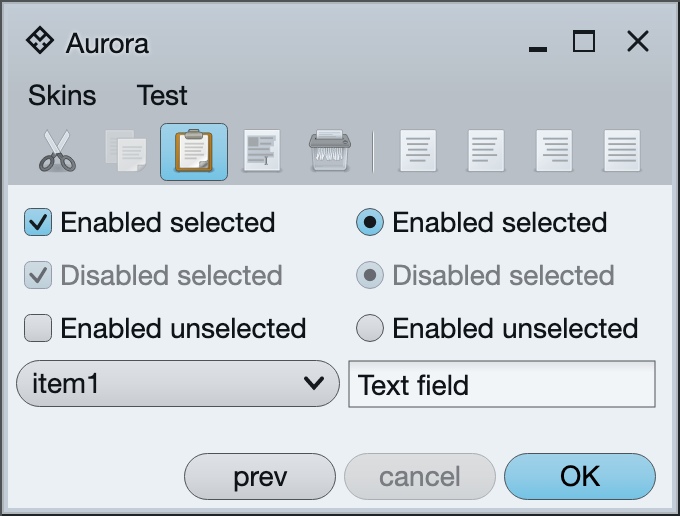 Aurora
Skins Test
Enabled selected Enabled selected
Disabled selected Disabled selected
Enabled unselected Enabled unselected
item1 Text field
prev cancel OK